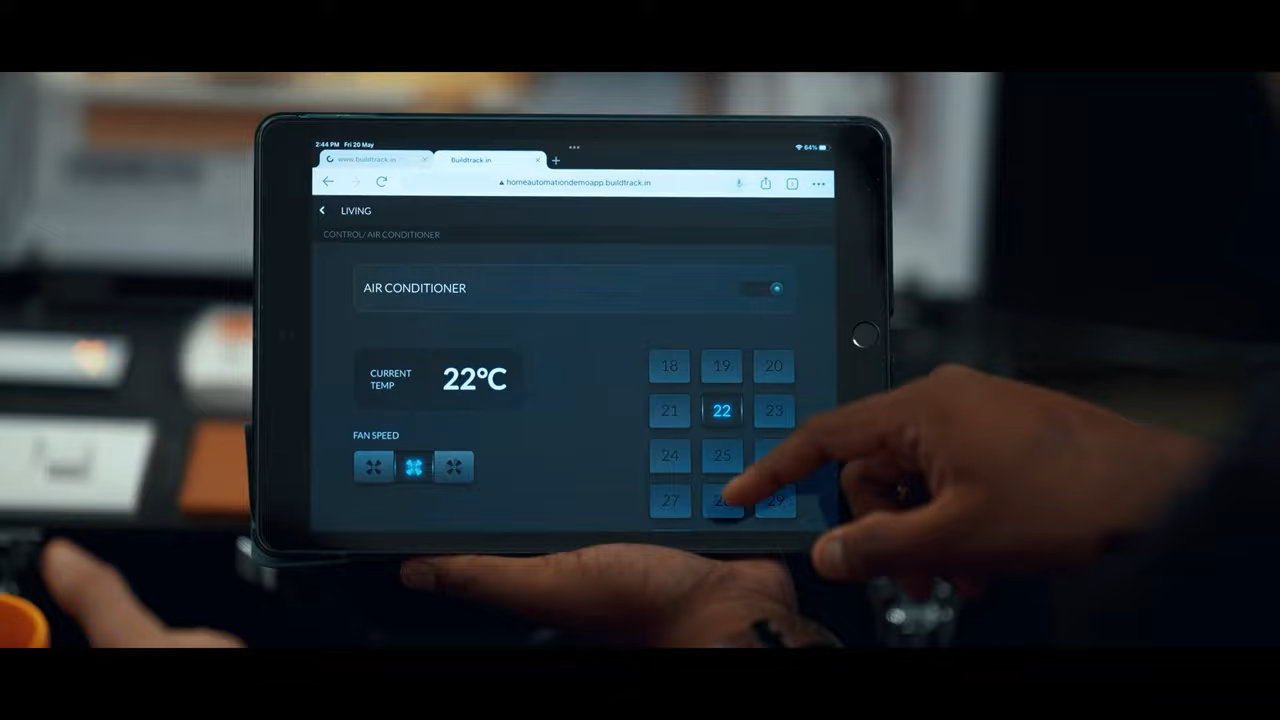 2:44 PM Fri 20 May
64%
www.buildtrack.in
Buildtrack.in
homeautomationdemoapp.buildtrack.in
LIVING
CONTROL/ AIR CONDITIONER
AIR CONDITIONER
CURRENT TEMP
22°C
FAN SPEED
18 19 20
21 22 23
24 25
27 28 29